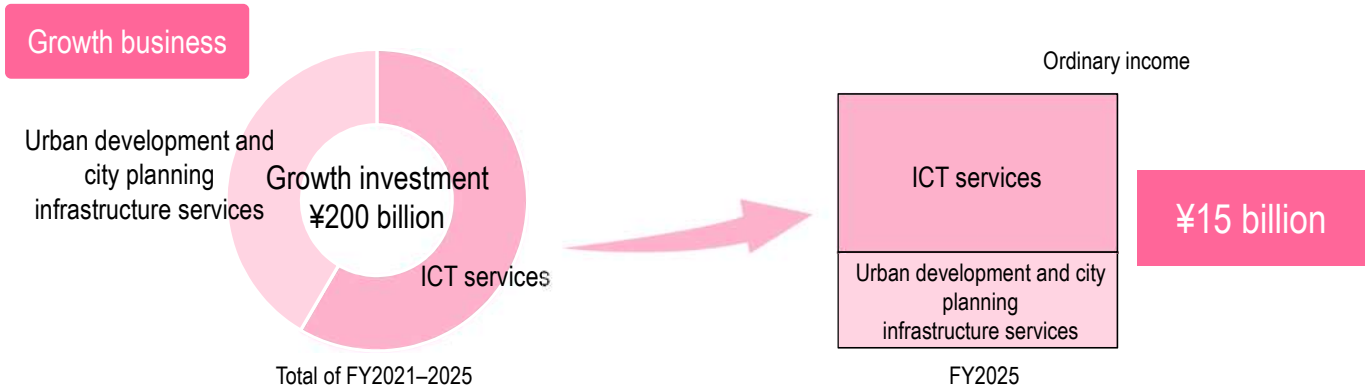 Growth business
Urban development and
city planning
infrastructure services
Growth investment
¥200 billion
ICT services
Total of FY2021–2025
Ordinary income
ICT services
Urban development and city
planning
infrastructure services
FY2025
¥15 billion